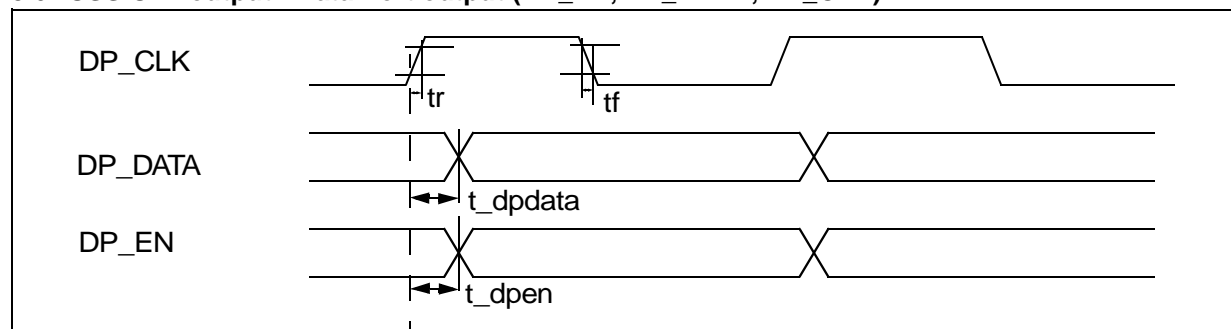 DP_CLK
tr
tf
DP_DATA
t_dpdata
DP_EN
t_dpen